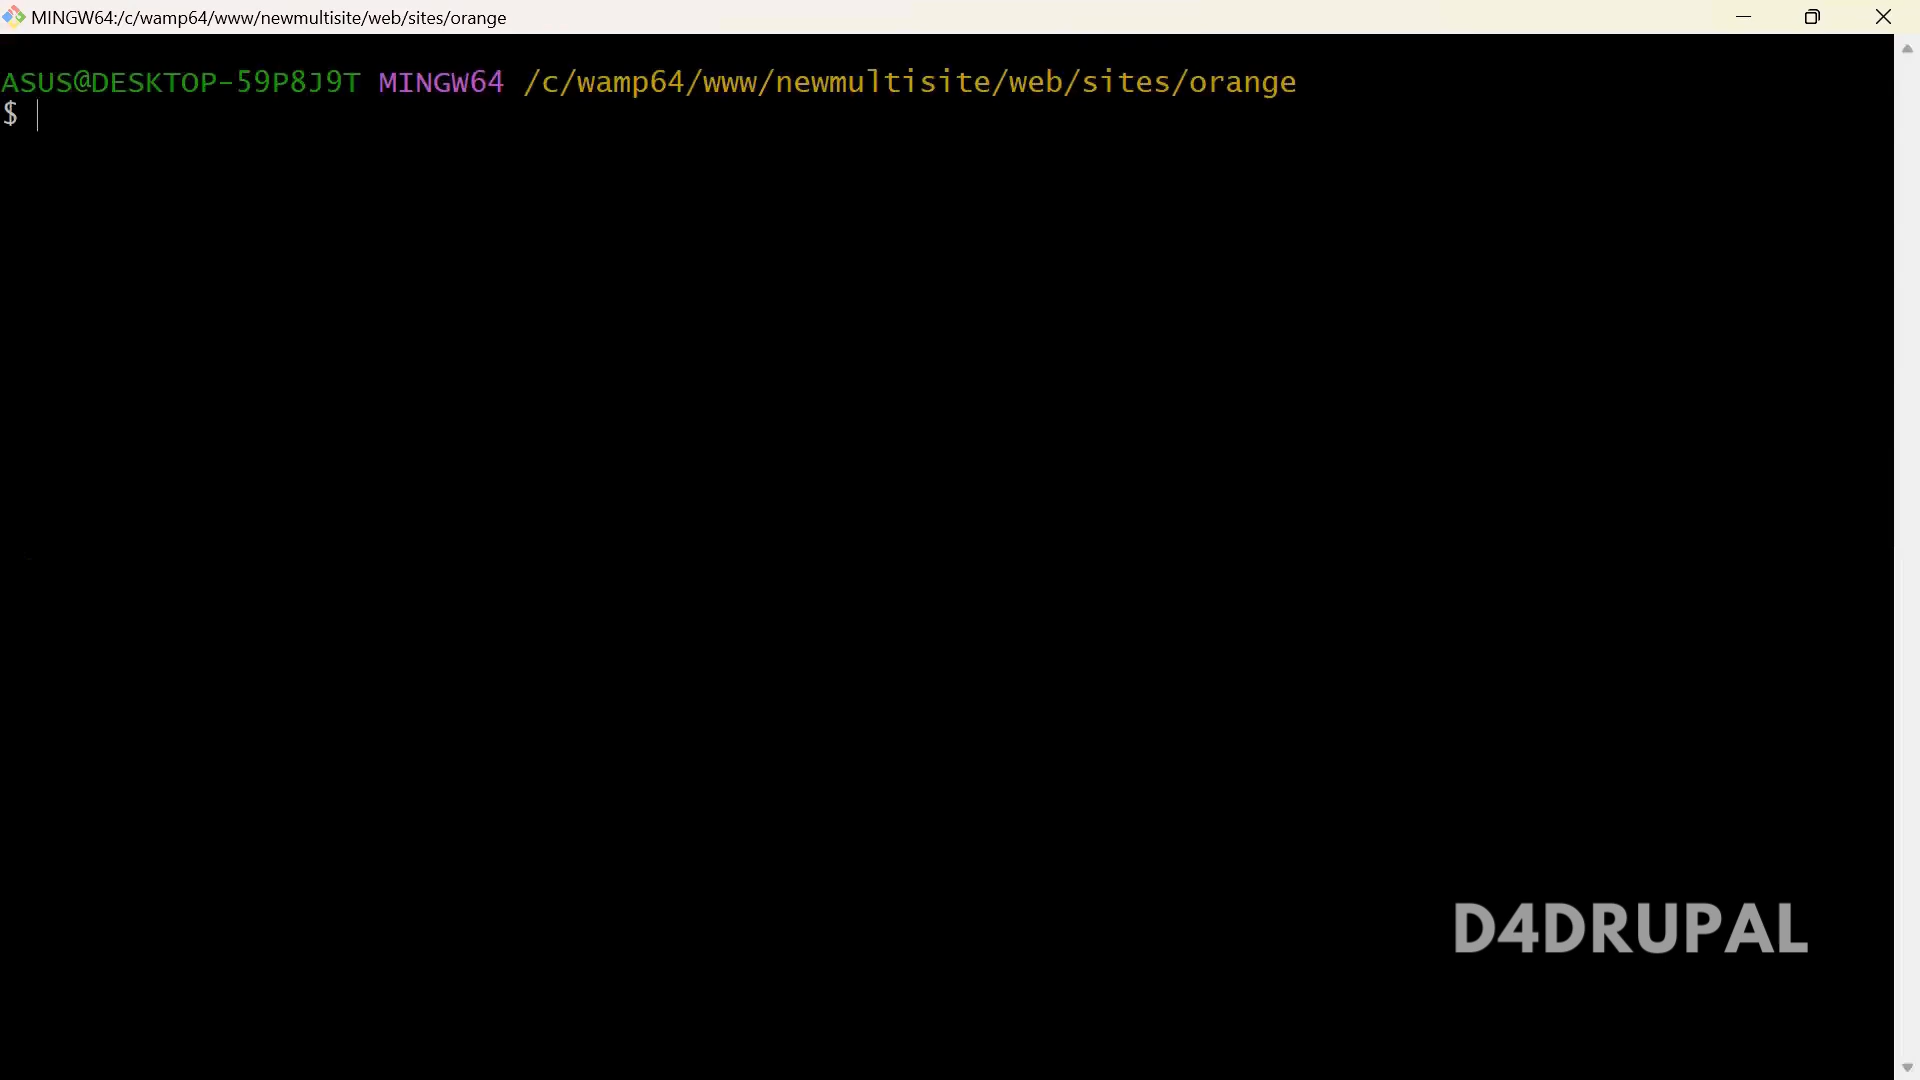 MINGW64:/c/wamp64/www/newmultisite/web/sites/orange
ASUS@DESKTOP-59P8J9T MINGW64 /c/wamp64/www/newmultisite/web/sites/orange
$
D4DRUPAL